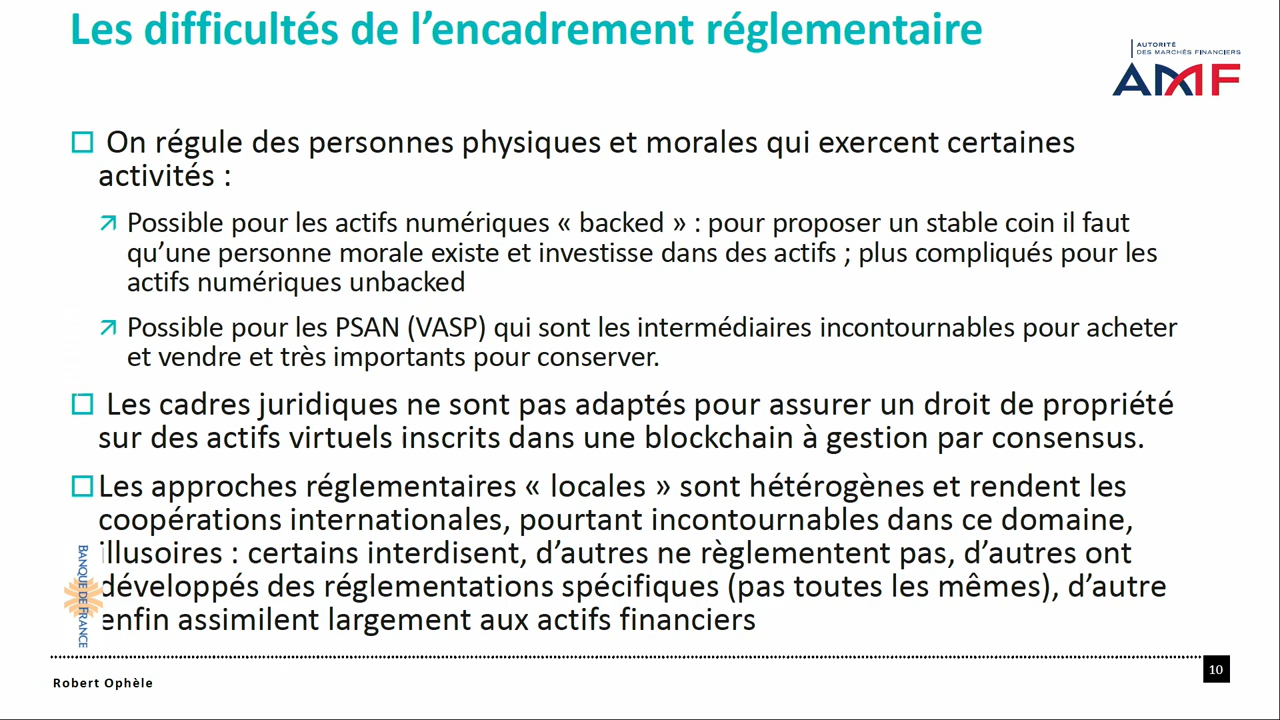 Les difficultés de l’encadrement réglementaire
AUTORITÉ
DES MARCHÉS FINANCIERS
AMF
On régule des personnes physiques et morales qui exercent certaines
activités :
Possible pour les actifs numériques « backed » : pour proposer un stable coin il faut
qu’une personne morale existe et investisse dans des actifs ; plus compliqués pour les
actifs numériques unbacked
Possible pour les PSAN (VASP) qui sont les intermédiaires incontournables pour acheter
et vendre et très importants pour conserver.
Les cadres juridiques ne sont pas adaptés pour assurer un droit de propriété
sur des actifs virtuels inscrits dans une blockchain à gestion par consensus.
Les approches réglementaires « locales » sont hétérogènes et rendent les
coopérations internationales, pourtant incontournables dans ce domaine,
illusoires : certains interdisent, d’autres ne règlementent pas, d’autres ont
développés des réglementations spécifiques (pas toutes les mêmes), d’autre
enfin assimilent largement aux actifs financiers
BANQUE DE FRANCE
Robert Ophèle
10